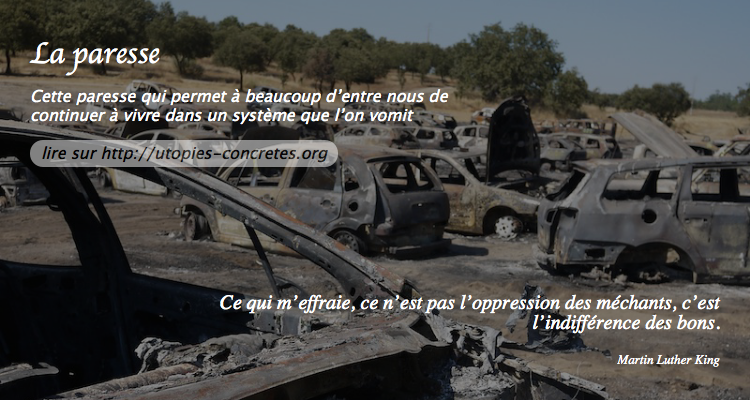 La paresse
Cette paresse qui permet à beaucoup d'entre nous de
continuer à vivre dans un système que l'on vomit
lire sur http://utopies-concretes.org
Ce qui m'effraie, ce n'est pas l'oppression des méchants, c'est
l'indifférence des bons.
Martin Luther King